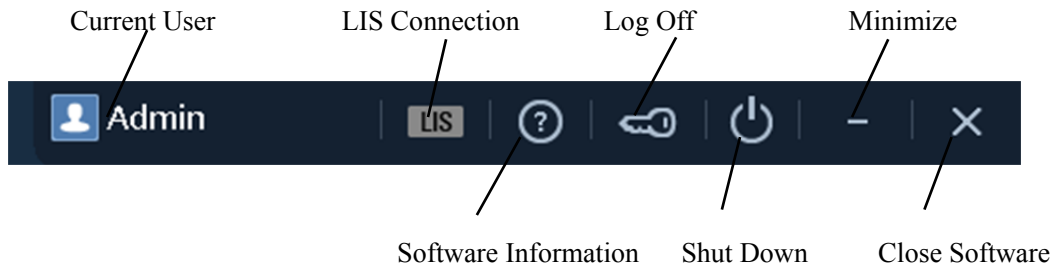 Current User LIS Connection Log Off Minimize
Admin LIS ? –
Software Information Shut Down Close Software